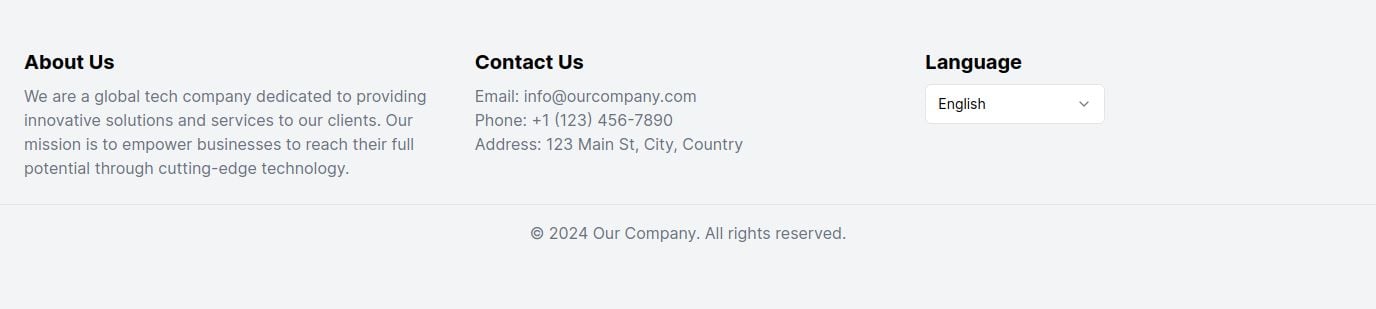 About Us
We are a global tech company dedicated to providing
innovative solutions and services to our clients. Our
mission is to empower businesses to reach their full
potential through cutting-edge technology.
Contact Us
Email: info@ourcompany.com
Phone: +1 (123) 456-7890
Address: 123 Main St, City, Country
Language
English
© 2024 Our Company. All rights reserved.